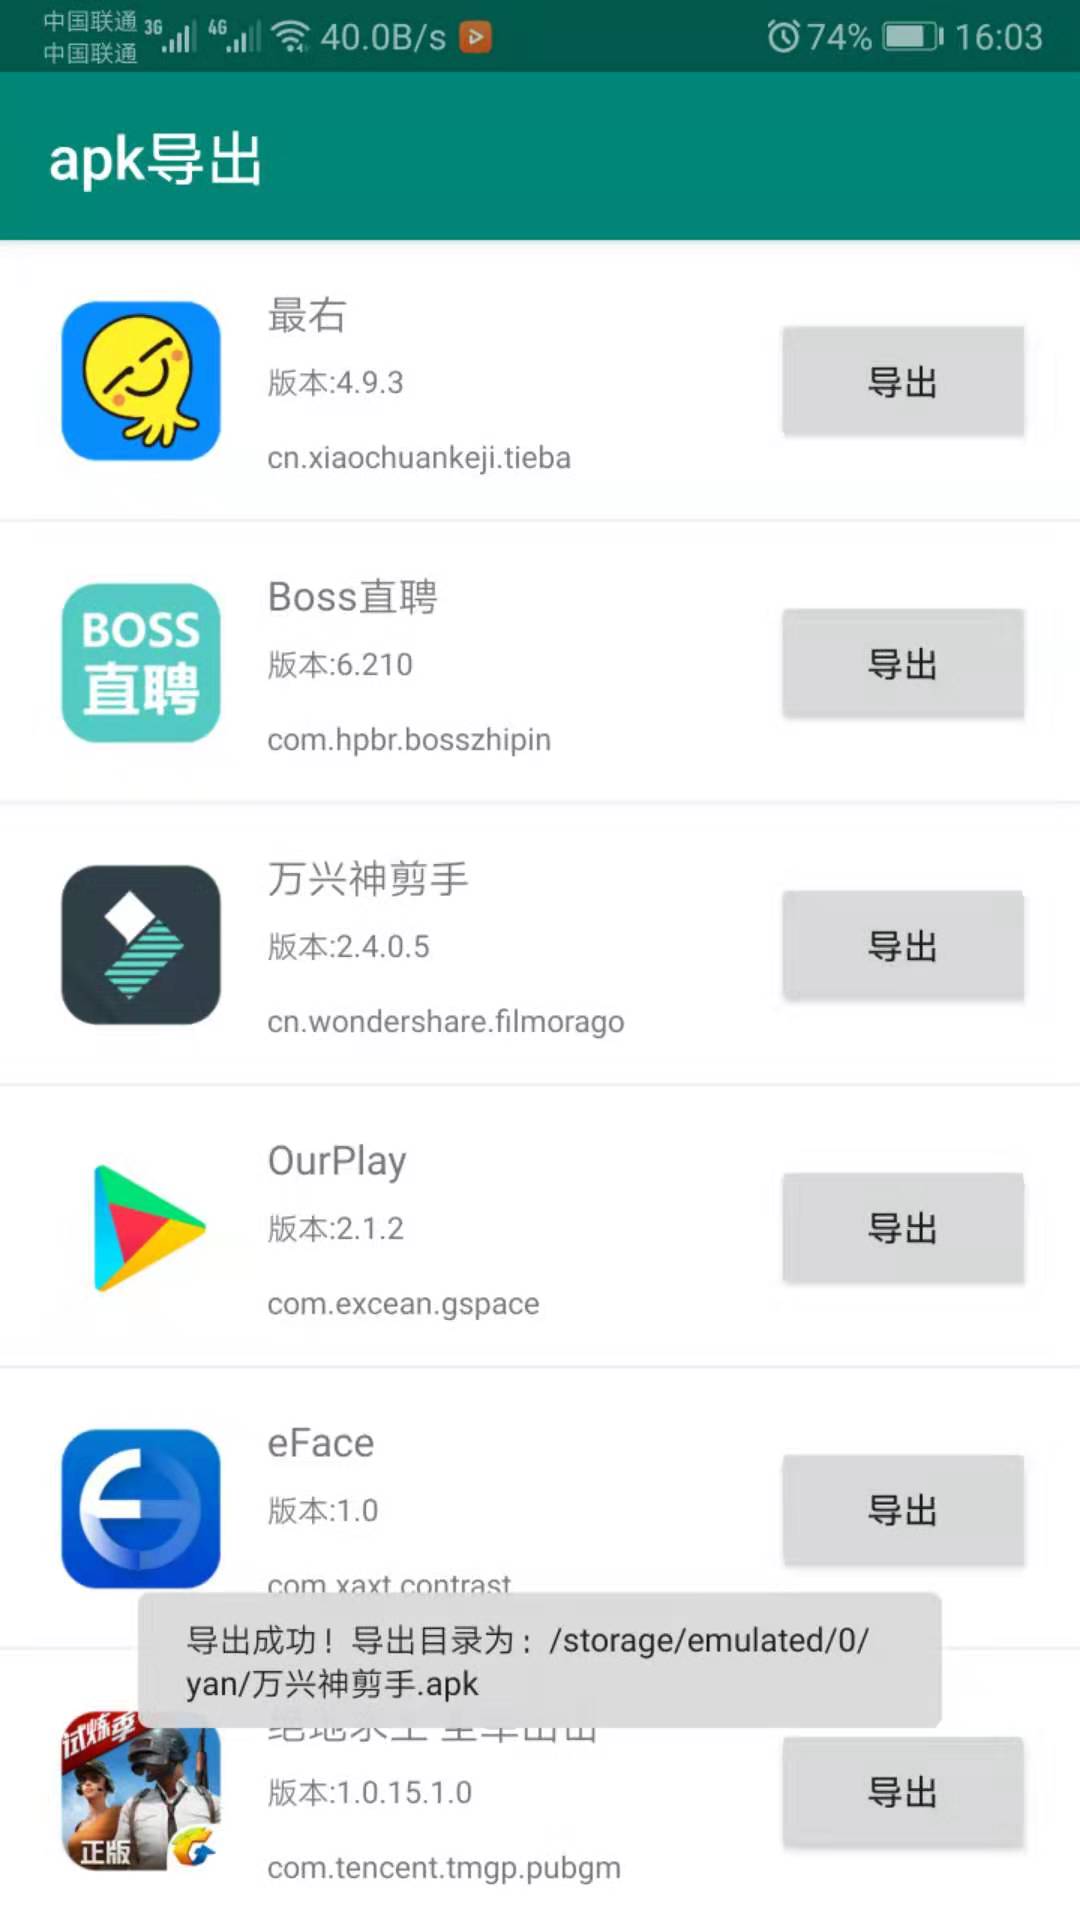 中国联通 3G 4G 40.0B/s 74% 16:03
中国联通
apk导出
最右
版本:4.9.3
导出
cn.xiaochuankeji.tieba
BOSS
直聘
Boss直聘
版本:6.210
导出
com.hpbr.bosszhipin
万兴神剪手
版本:2.4.0.5
导出
cn.wondershare.filmorago
OurPlay
版本:2.1.2
导出
com.excean.gspace
eFace
版本:1.0
导出
com.xaxt.contrast
导出成功！导出目录为：/storage/emulated/0/
yan/万兴神剪手.apk
试炼季
正版
版本:1.0.15.1.0
导出
com.tencent.tmgp.pubgm